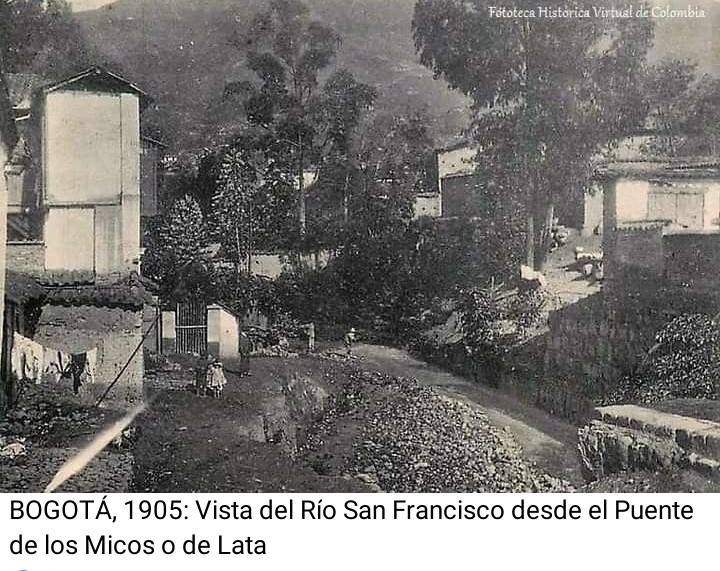 Fototeca Histórica Virtual de Colombia
BOGOTÁ, 1905: Vista del Río San Francisco desde el Puente
de los Micos o de Lata